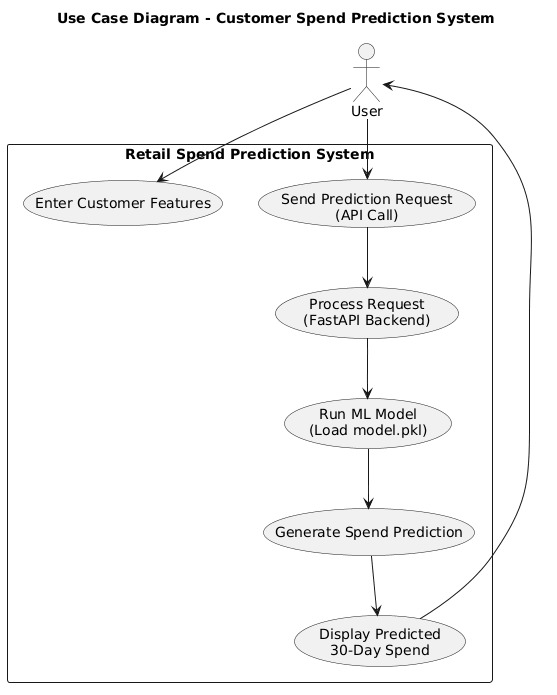 Use Case Diagram - Customer Spend Prediction System
User
Retail Spend Prediction System
Enter Customer Features
Send Prediction Request
(API Call)
Process Request
(FastAPI Backend)
Run ML Model
(Load model.pkl)
Generate Spend Prediction
Display Predicted
30-Day Spend